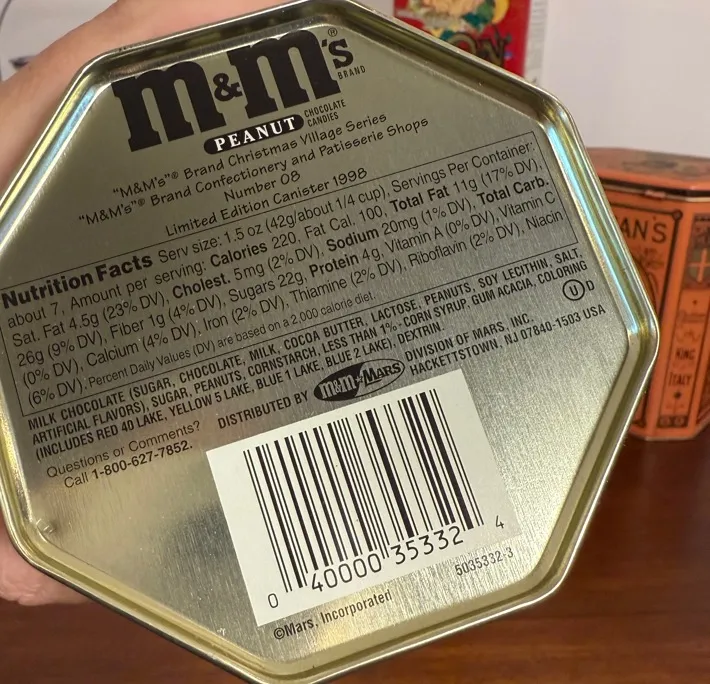 m&m's®
BRAND
PEANUT CHOCOLATE CANDIES
"M&M's"® Brand Christmas Village Series
"M&M's"® Brand Confectionery and Patisserie Shops
Number 08
Limited Edition Canister 1998
Nutrition Facts Serv size: 1.5 oz (42g/about 1/4 cup), Servings Per Container:
about 7, Amount per serving: Calories 220, Fat Cal. 100, Total Fat 11g (17% DV),
Sat. Fat 4.5g (23% DV), Cholest. 5mg (2% DV), Sodium 20mg (1% DV), Total Carb.
26g (9% DV), Fiber 1g (4% DV), Sugars 22g, Protein 4g, Vitamin A (0% DV), Vitamin C
(0% DV), Calcium (4% DV), Iron (2% DV), Thiamine (2% DV), Riboflavin (2% DV), Niacin
(6% DV). Percent Daily Values (DV) are based on a 2,000 calorie diet.
MILK CHOCOLATE (SUGAR, CHOCOLATE, MILK, COCOA BUTTER, LACTOSE, PEANUTS, SOY LECITHIN, SALT,
ARTIFICIAL FLAVORS), SUGAR, PEANUTS, CORNSTARCH, LESS THAN 1% - CORN SYRUP, GUM ACACIA, COLORING
(INCLUDES RED 40 LAKE, YELLOW 5 LAKE, BLUE 1 LAKE, BLUE 2 LAKE), DEXTRIN.
D
DISTRIBUTED BY m&m★MARS DIVISION OF MARS, INC.
HACKETTSTOWN, NJ 07840-1503 USA
Questions or Comments?
Call 1-800-627-7852.
0 40000 35332 4
©Mars, Incorporated
5035332-3
AN'S
KING
ITALY